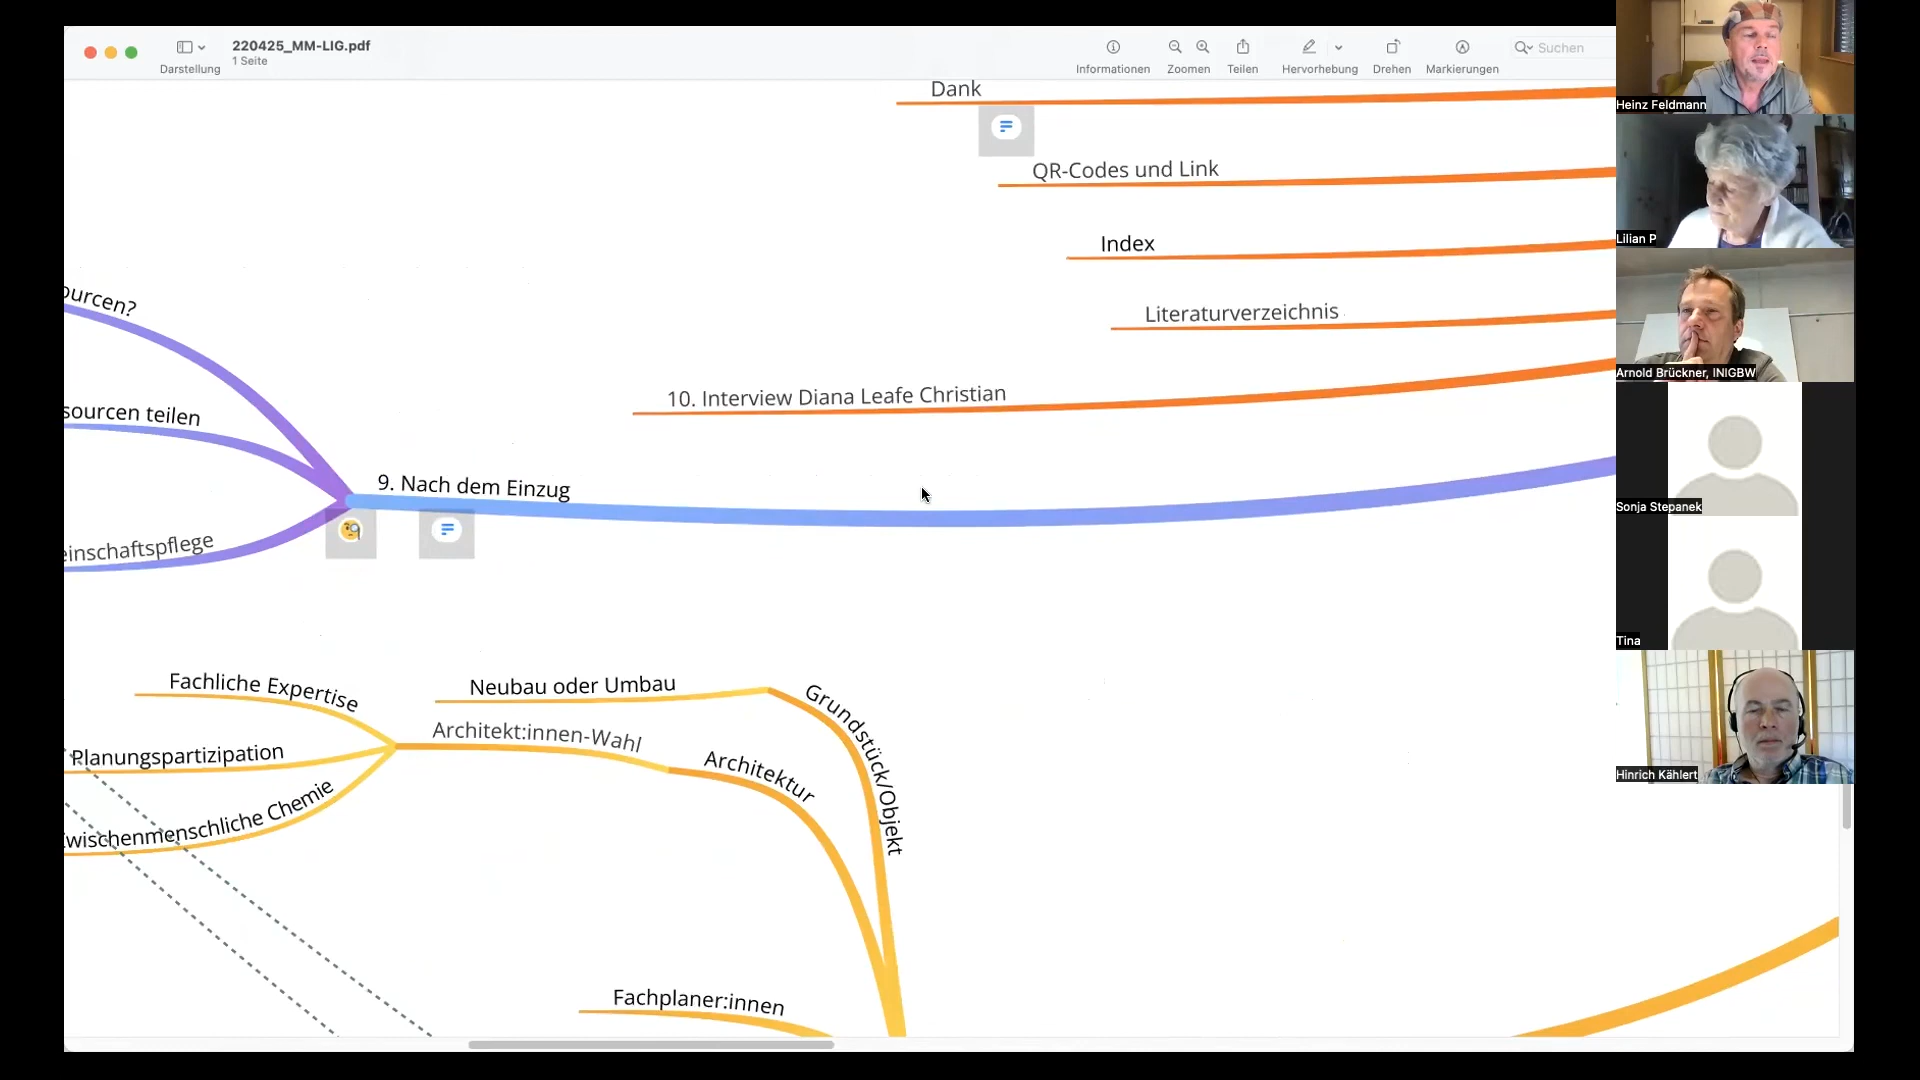 220425_MM-LIG.pdf
1 Seite
Darstellung
Informationen
Zoomen
Teilen
Hervorhebung
Drehen
Markierungen
Suchen
Dank
QR-Codes und Link
Index
Literaturverzeichnis
10. Interview Diana Leafe Christian
ourcen?
sourcen teilen
9. Nach dem Einzug
einschaftspflege
Fachliche Expertise
Planungspartizipation
Zwischenmenschliche Chemie
Neubau oder Umbau
Architekt:innen-Wahl
Architektur
Grundstück/Objekt
Fachplaner:innen
Heinz Feldmann
Lilian P
Arnold Brückner, INIGBW
Sonja Stepanek
Tina
Hinrich Kählert